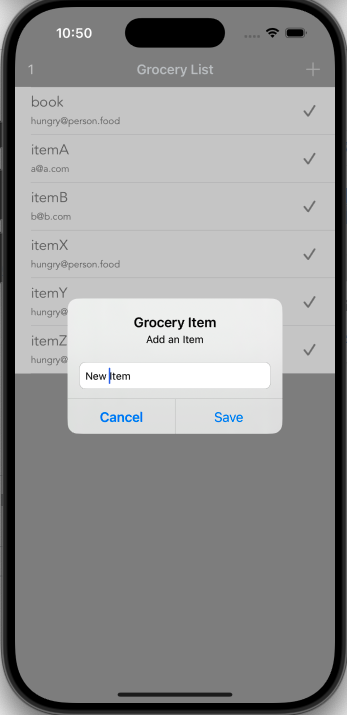 10:50
1 Grocery List +
book
hungry@person.food
itemA
a@a.com
itemB
b@b.com
itemX
hungry@person.food
itemY
hungry@
itemZ
hungry@
Grocery Item
Add an Item
New Item
Cancel Save